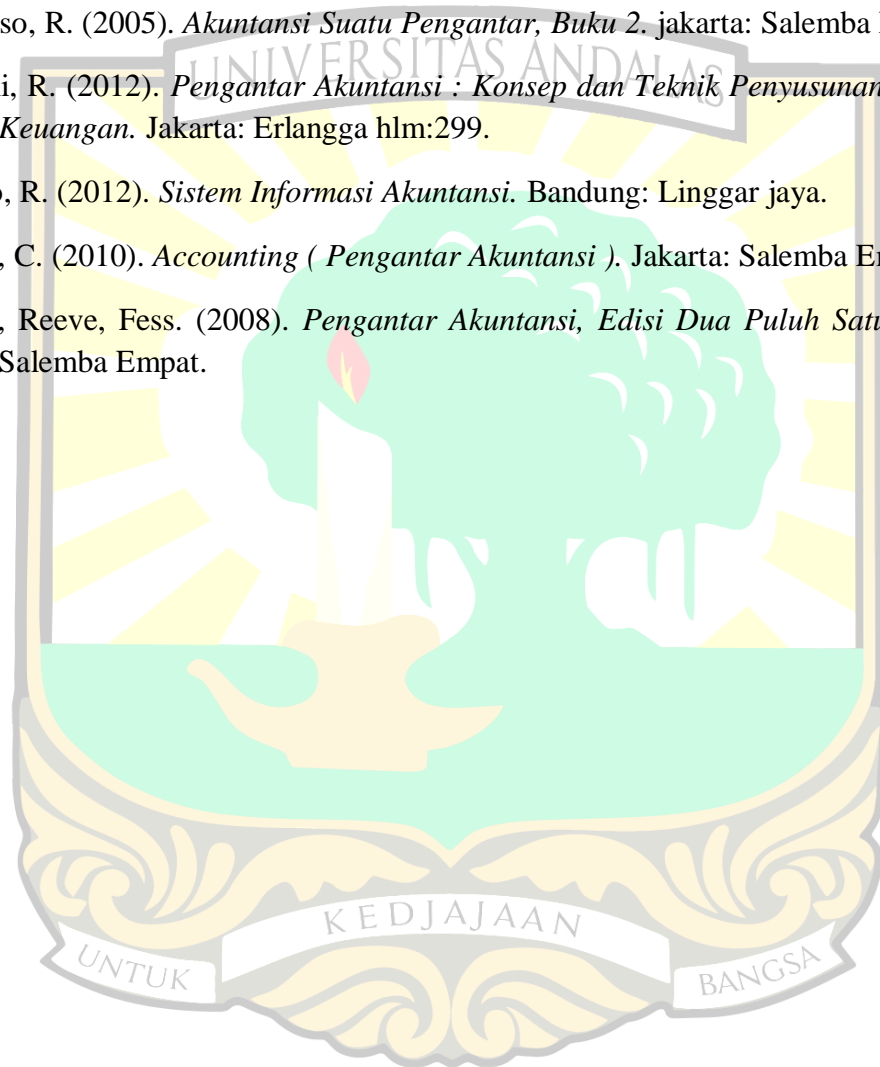 so, R. (2005). Akuntansi Suatu Pengantar, Buku 2. jakarta: Salemba
UNIVERSITAS ANDALAS
i, R. (2012). Pengantar Akuntansi : Konsep dan Teknik Penyusunan
Keuangan. Jakarta: Erlangga hlm:299.
, R. (2012). Sistem Informasi Akuntansi. Bandung: Linggar jaya.
, C. (2010). Accounting ( Pengantar Akuntansi ). Jakarta: Salemba
, Reeve, Fess. (2008). Pengantar Akuntansi, Edisi Dua Puluh Satu
Salemba Empat.
KEDJAJAAN
UNTUK
BANGSA